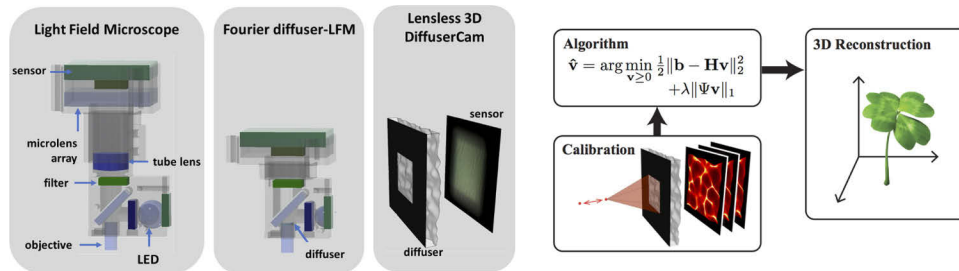 Light Field Microscope
sensor
microlens
array
tube lens
filter
objective
LED
Fourier diffuser-LFM
diffuser
Lensless 3D
DiffuserCam
sensor
diffuser
Algorithm
v̂ = arg min ½‖b − Hv‖₂²
v≥0
+λ‖Ψv‖₁
Calibration
3D Reconstruction